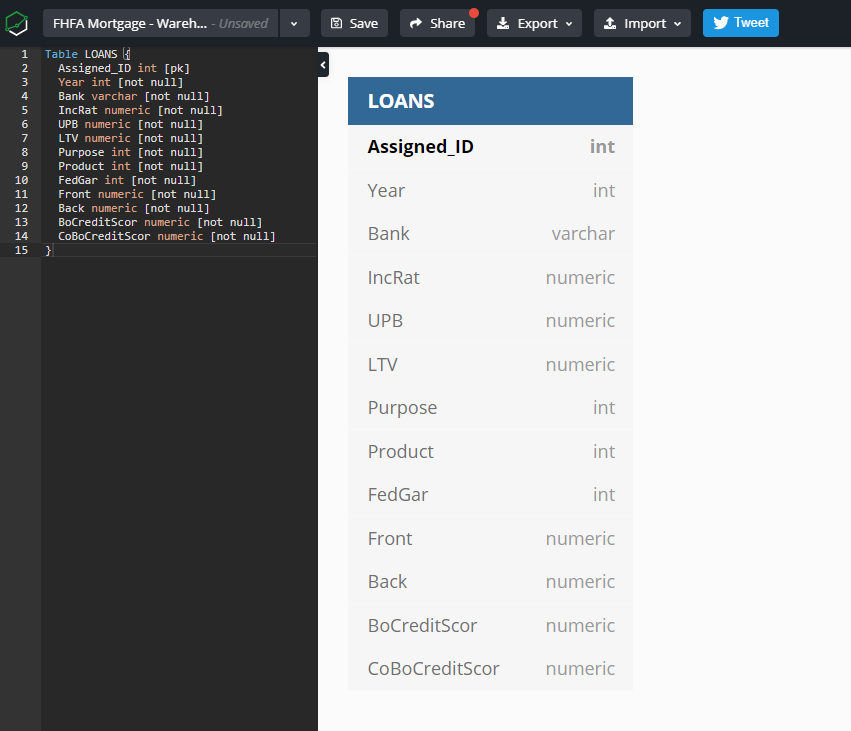 FHFA Mortgage - Wareh... - Unsaved Save Share Export Import Tweet
1 Table LOANS {
2 Assigned_ID int [pk]
3 Year int [not null]
4 Bank varchar [not null]
5 IncRat numeric [not null]
6 UPB numeric [not null]
7 LTV numeric [not null]
8 Purpose int [not null]
9 Product int [not null]
10 FedGar int [not null]
11 Front numeric [not null]
12 Back numeric [not null]
13 BoCreditScor numeric [not null]
14 CoBoCreditScor numeric [not null]
15 }
LOANS
Assigned_ID int
Year int
Bank varchar
IncRat numeric
UPB numeric
LTV numeric
Purpose int
Product int
FedGar int
Front numeric
Back numeric
BoCreditScor numeric
CoBoCreditScor numeric